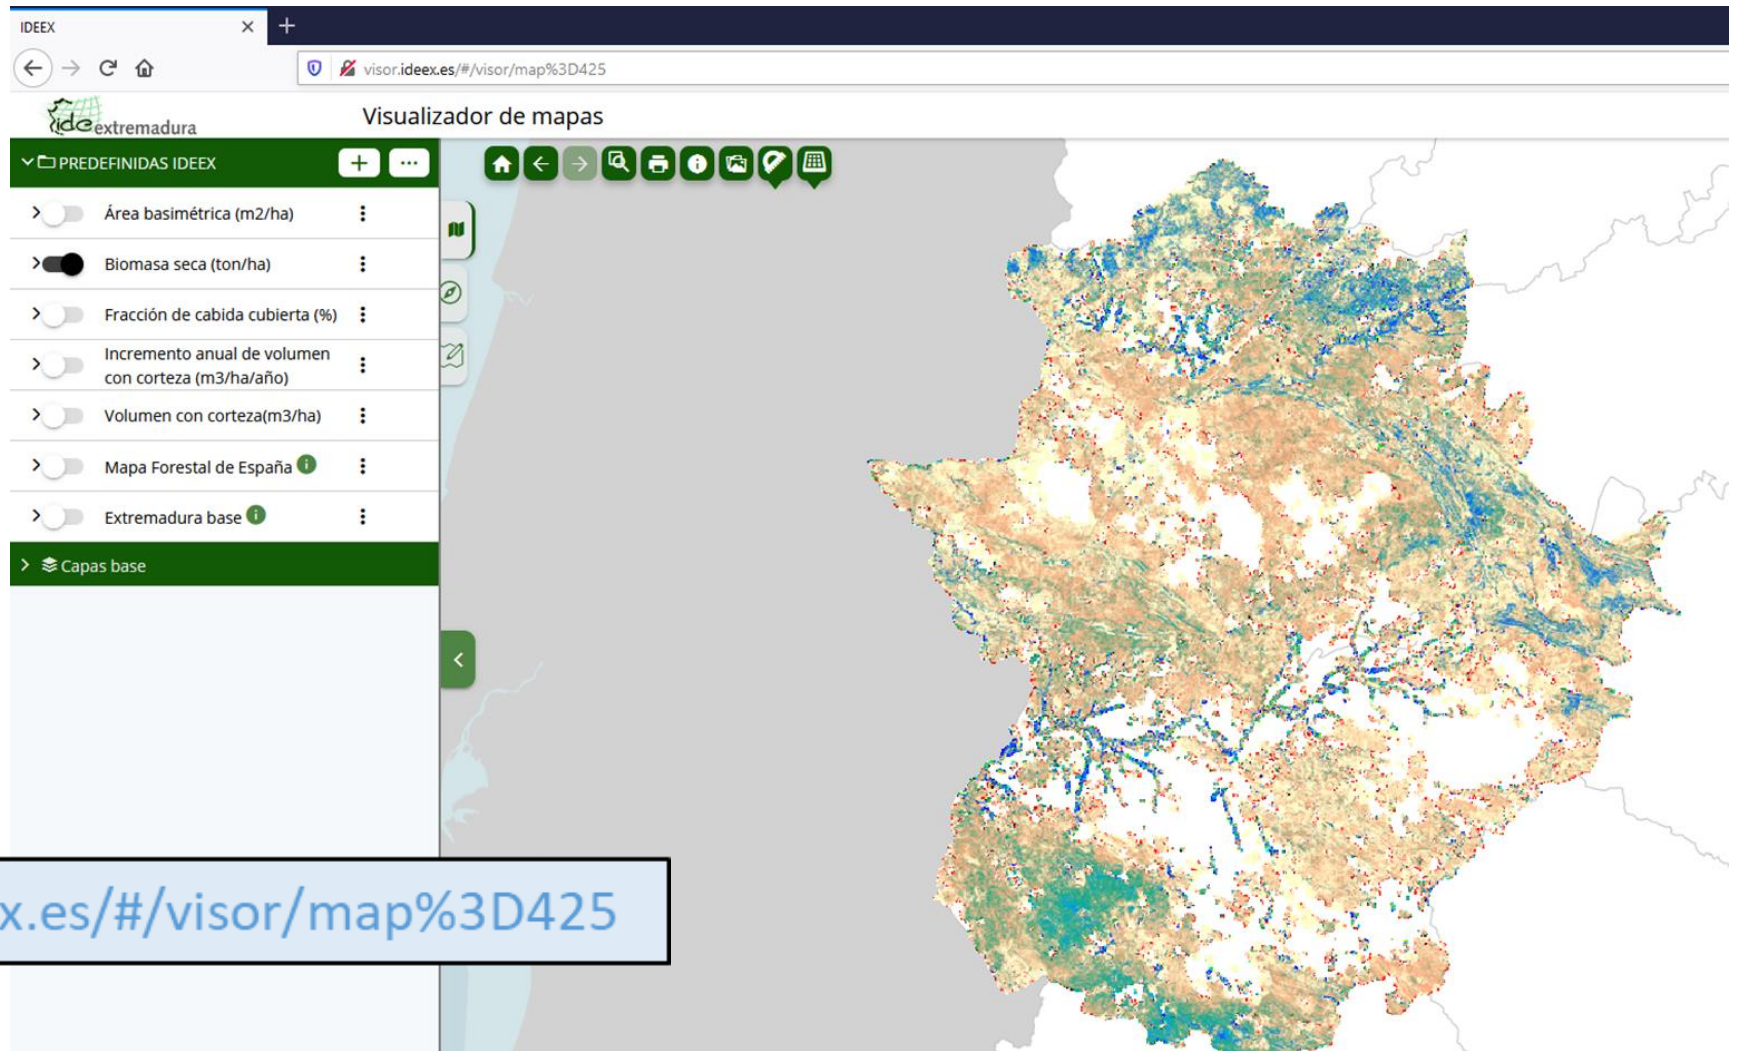 IDEEX
visor.ideex.es/#/visor/map%3D425
ide extremadura
Visualizador de mapas
PREDEFINIDAS IDEEX
Área basimétrica (m2/ha)
Biomasa seca (ton/ha)
Fracción de cabida cubierta (%)
Incremento anual de volumen
con corteza (m3/ha/año)
Volumen con corteza(m3/ha)
Mapa Forestal de España
Extremadura base
Capas base
x.es/#/visor/map%3D425